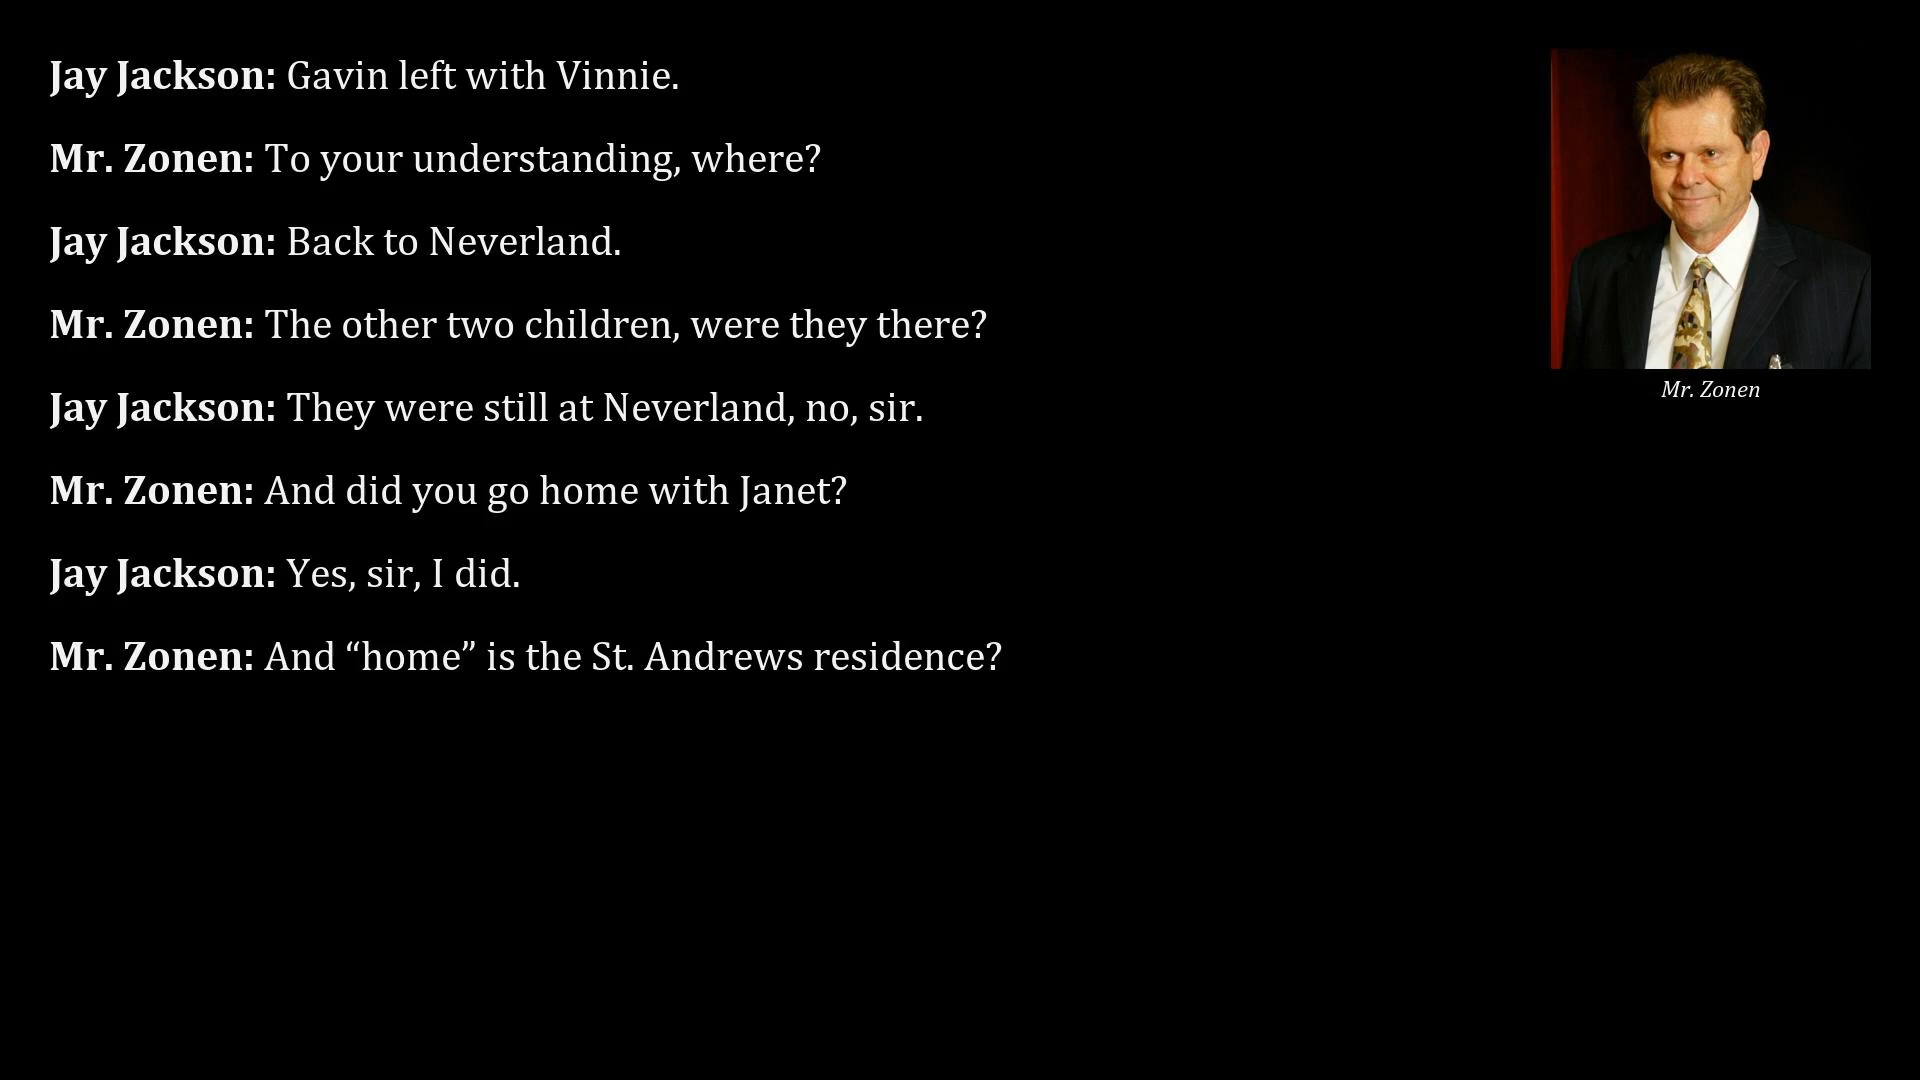 Jay Jackson: Gavin left with Vinnie.
Mr. Zonen: To your understanding, where?
Jay Jackson: Back to Neverland.
Mr. Zonen: The other two children, were they there?
Jay Jackson: They were still at Neverland, no, sir.
Mr. Zonen: And did you go home with Janet?
Jay Jackson: Yes, sir, I did.
Mr. Zonen: And “home” is the St. Andrews residence?
Mr. Zonen